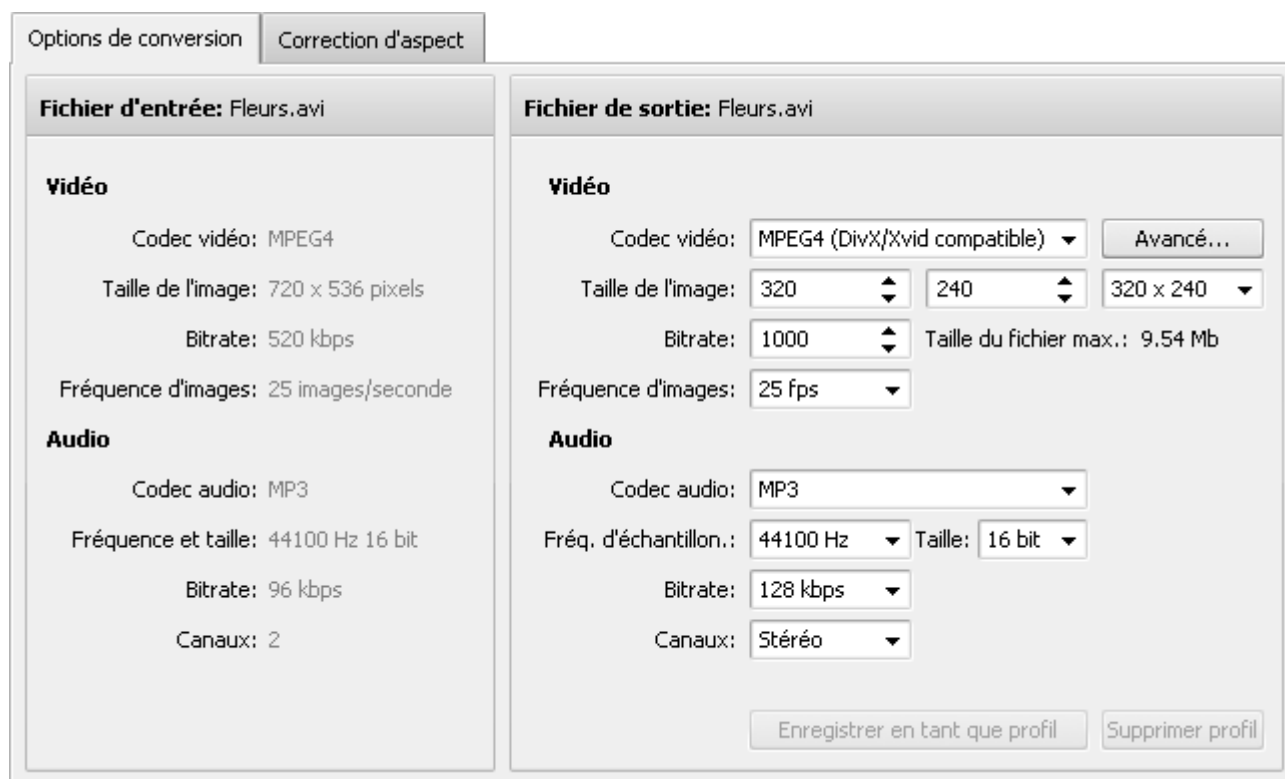 Options de conversion
Correction d'aspect
Fichier d'entrée: Fleurs.avi
Vidéo
Codec vidéo: MPEG4
Taille de l'image: 720 x 536 pixels
Bitrate: 520 kbps
Fréquence d'images: 25 images/seconde
Audio
Codec audio: MP3
Fréquence et taille: 44100 Hz 16 bit
Bitrate: 96 kbps
Canaux: 2
Fichier de sortie: Fleurs.avi
Vidéo
Codec vidéo: MPEG4 (DivX/Xvid compatible) Avancé...
Taille de l'image: 320 240 320 x 240
Bitrate: 1000 Taille du fichier max.: 9.54 Mb
Fréquence d'images: 25 fps
Audio
Codec audio: MP3
Fréq. d'échantillon.: 44100 Hz Taille: 16 bit
Bitrate: 128 kbps
Canaux: Stéréo
Enregistrer en tant que profil Supprimer profil